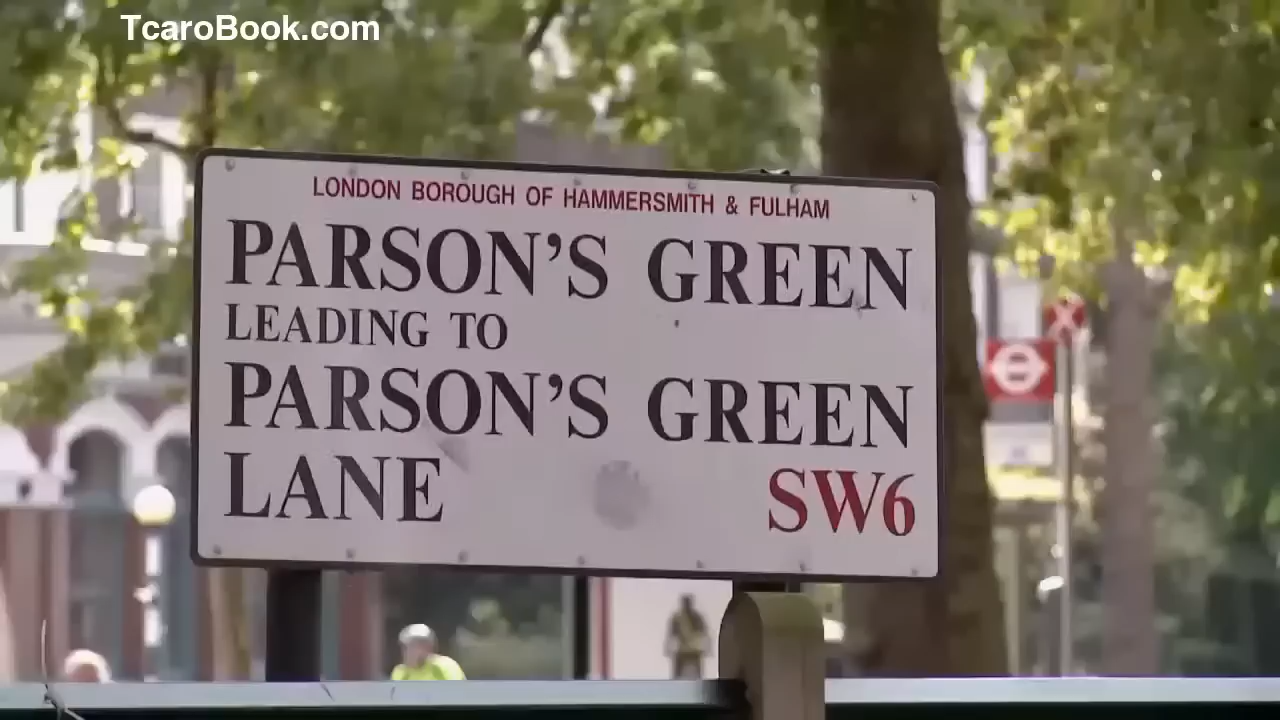 TcaroBook.com
LONDON BOROUGH OF HAMMERSMITH & FULHAM
PARSON'S GREEN
LEADING TO
PARSON'S GREEN
LANE SW6